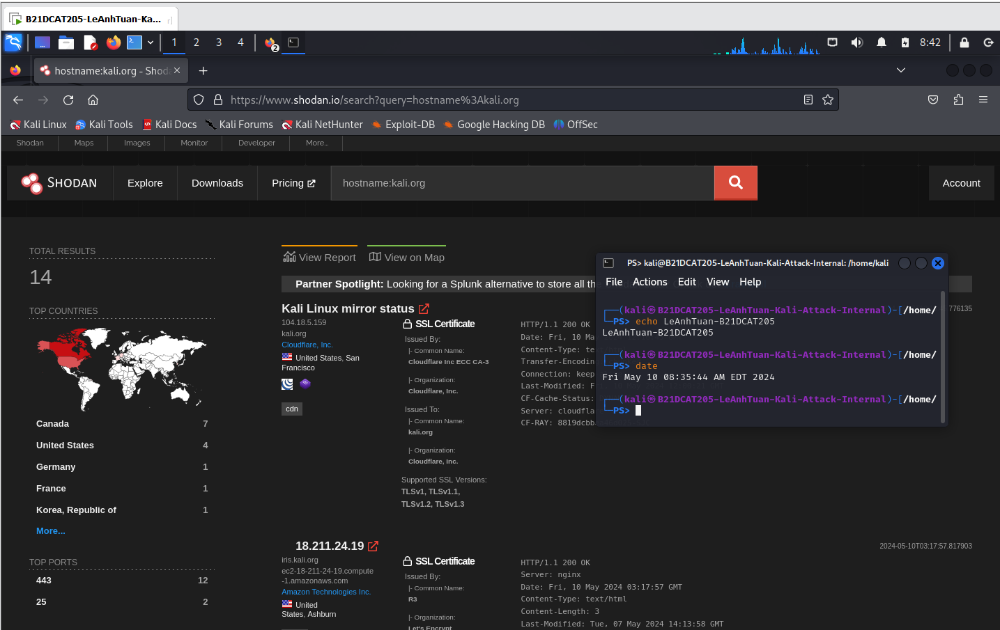 B21DCAT205-LeAnhTuan-Ka...
1 2 3 4
2
8:42
hostname:kali.org - Shod
https://www.shodan.io/search?query=hostname%3Akali.org
Kali Linux Kali Tools Kali Docs Kali Forums Kali NetHunter Exploit-DB Google Hacking DB OffSec
Shodan Maps Images Monitor Developer More...
SHODAN Explore Downloads Pricing hostname:kali.org Account
TOTAL RESULTS
14
TOP COUNTRIES
Canada 7
United States 4
Germany 1
France 1
Korea, Republic of 1
More...
TOP PORTS
443 12
25 2
View Report View on Map
Partner Spotlight: Looking for a Splunk alternative to store all the
Kali Linux mirror status
776135
104.18.5.159
kali.org
Cloudflare, Inc.
United States, San
Francisco
cdn
SSL Certificate
Issued By:
|- Common Name:
Cloudflare Inc ECC CA-3
|- Organization:
Cloudflare, Inc.
Issued To:
|- Common Name:
kali.org
|- Organization:
Cloudflare, Inc.
Supported SSL Versions:
TLSv1, TLSv1.1,
TLSv1.2, TLSv1.3
HTTP/1.1 200 OK
Date: Fri, 10 Ma
Content-Type: te
Transfer-Encodin
Connection: keep
Last-Modified: F
CF-Cache-Status:
Server: cloudfla
CF-RAY: 8819dcbb
PS> kali@B21DCAT205-LeAnhTuan-Kali-Attack-Internal: /home/kali
File Actions Edit View Help
┌──(kali㉿B21DCAT205-LeAnhTuan-Kali-Attack-Internal)-[/home/
└─PS> echo LeAnhTuan-B21DCAT205
LeAnhTuan-B21DCAT205
┌──(kali㉿B21DCAT205-LeAnhTuan-Kali-Attack-Internal)-[/home/
└─PS> date
Fri May 10 08:35:44 AM EDT 2024
┌──(kali㉿B21DCAT205-LeAnhTuan-Kali-Attack-Internal)-[/home/
└─PS>
18.211.24.19
2024-05-10T03:17:57.817903
iris.kali.org
ec2-18-211-24-19.compute
-1.amazonaws.com
Amazon Technologies Inc.
United
States, Ashburn
SSL Certificate
Issued By:
|- Common Name:
R3
|- Organization:
Let's Encrypt
HTTP/1.1 200 OK
Server: nginx
Date: Fri, 10 May 2024 03:17:57 GMT
Content-Type: text/html
Content-Length: 3
Last-Modified: Tue, 07 May 2024 14:13:58 GMT